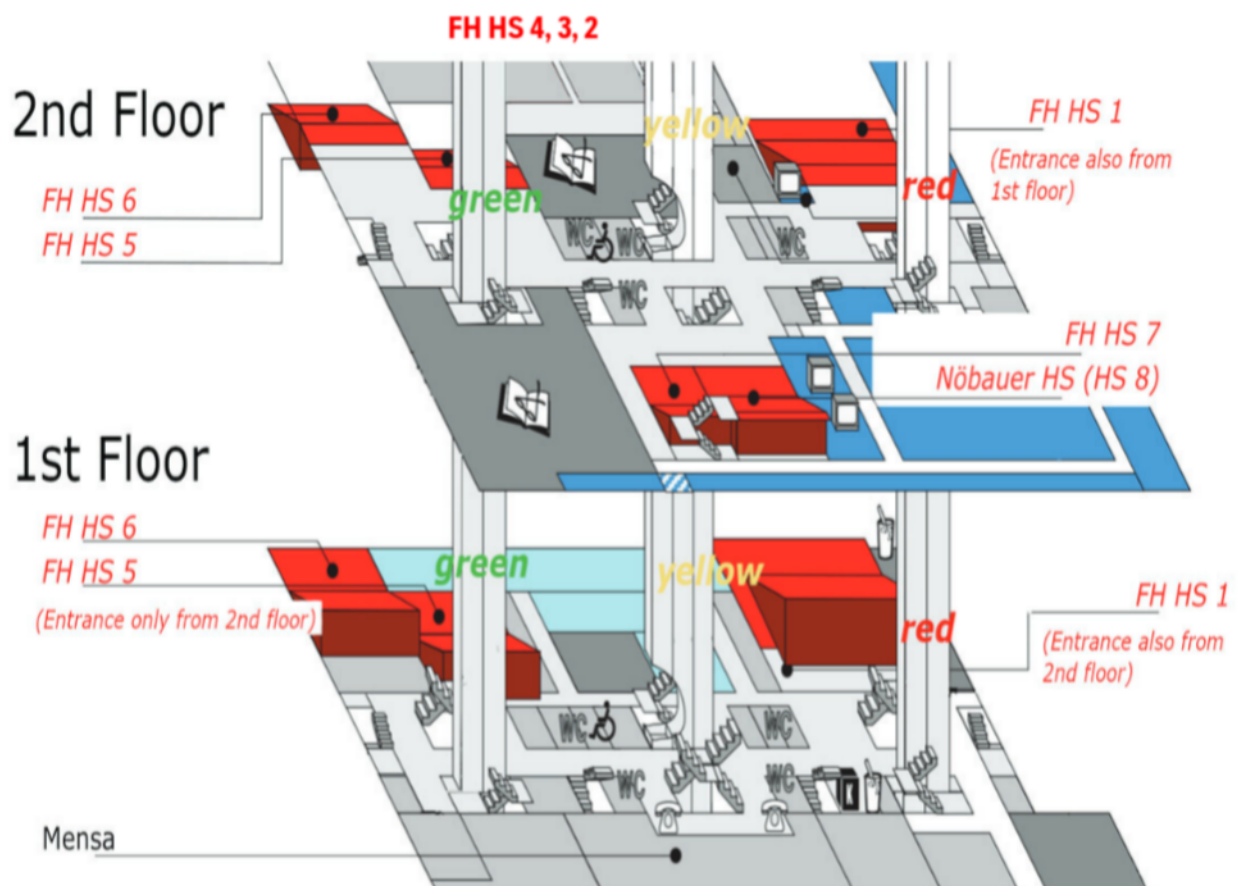 FH HS 4, 3, 2
2nd Floor
yellow
FH HS 1
(Entrance also from
1st floor)
FH HS 6
green
red
FH HS 5
WC
WC
WC
WC
FH HS 7
Nöbauer HS (HS 8)
1st Floor
FH HS 6
green
yellow
FH HS 5
FH HS 1
(Entrance only from 2nd floor)
red
(Entrance also from
2nd floor)
WC
WC
WC
WC
Mensa